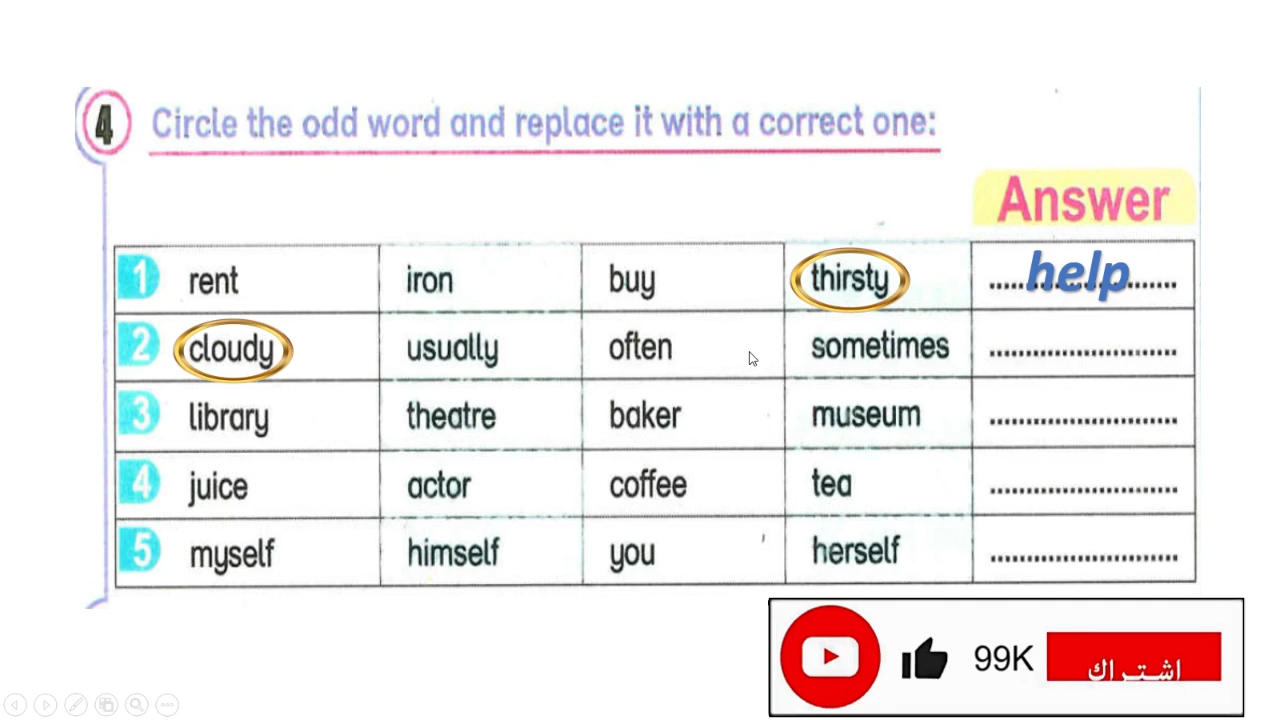 4 Circle the odd word and replace it with a correct one:
Answer
1 rent iron buy thirsty help
2 cloudy usually often sometimes ....................
3 library theatre baker museum ....................
4 juice actor coffee tea ....................
5 myself himself you herself ....................
99K اشتراك